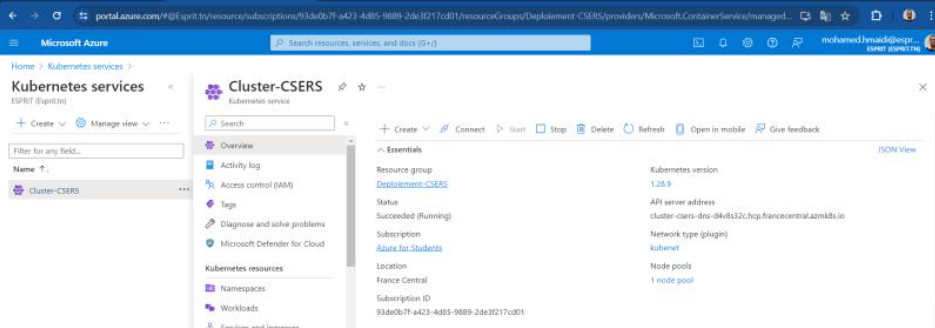 portal.azure.com/#@Esprit.tn/resource/subscriptions/93de0b7f-a423-4d85-9889-2de3f217cd01/resourceGroups/Deploiement-CSERS/providers/Microsoft.ContainerService/managed...
Microsoft Azure
Search resources, services, and docs (G+/)
mohamed.hmaidi@espr...
ESPRIT (ESPRIT.TN)
Home > Kubernetes services >
Kubernetes services
ESPRIT (Esprit.tn)
Create
Manage view
Filter for any field...
Name ↑↓
Cluster-CSERS
Cluster-CSERS
Kubernetes service
Search
Overview
Activity log
Access control (IAM)
Tags
Diagnose and solve problems
Microsoft Defender for Cloud
Kubernetes resources
Namespaces
Workloads
Services and ingresses
Create
Connect
Start
Stop
Delete
Refresh
Open in mobile
Give feedback
Essentials
JSON View
Resource group
Deploiement-CSERS
Status
Succeeded (Running)
Subscription
Azure for Students
Location
France Central
Subscription ID
93de0b7f-a423-4d85-9889-2de3f217cd01
Kubernetes version
1.28.9
API server address
cluster-csers-dns-d4v8s32c.hcp.francecentral.azmk8s.io
Network type (plugin)
kubenet
Node pools
1 node pool